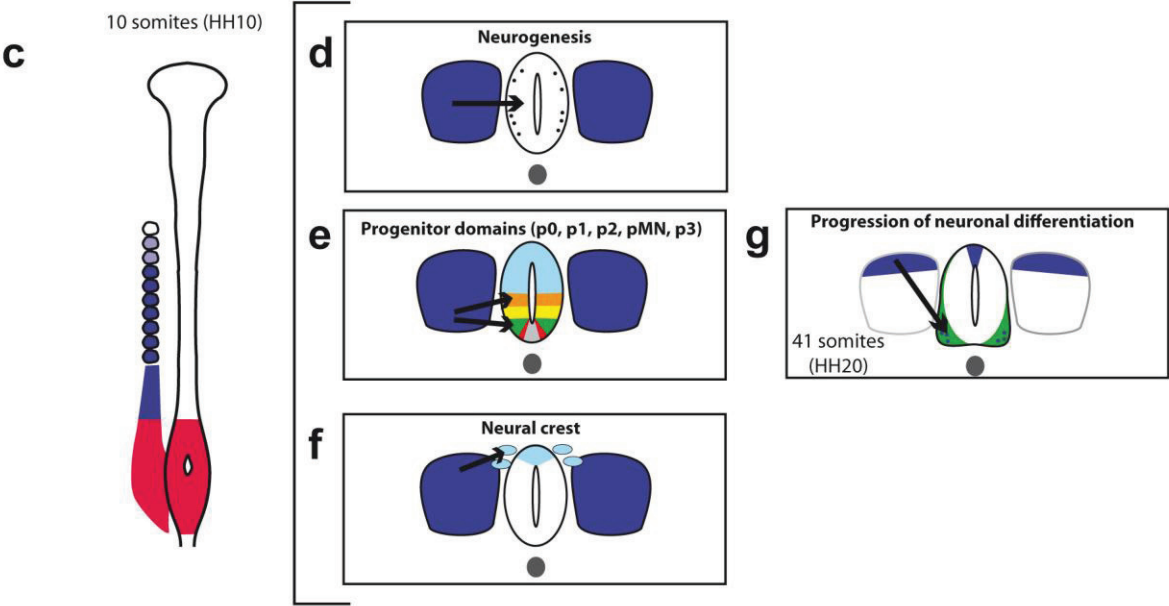 10 somites (HH10)
c
d
Neurogenesis
e
Progenitor domains (p0, p1, p2, pMN, p3)
f
Neural crest
g
Progression of neuronal differentiation
41 somites
(HH20)